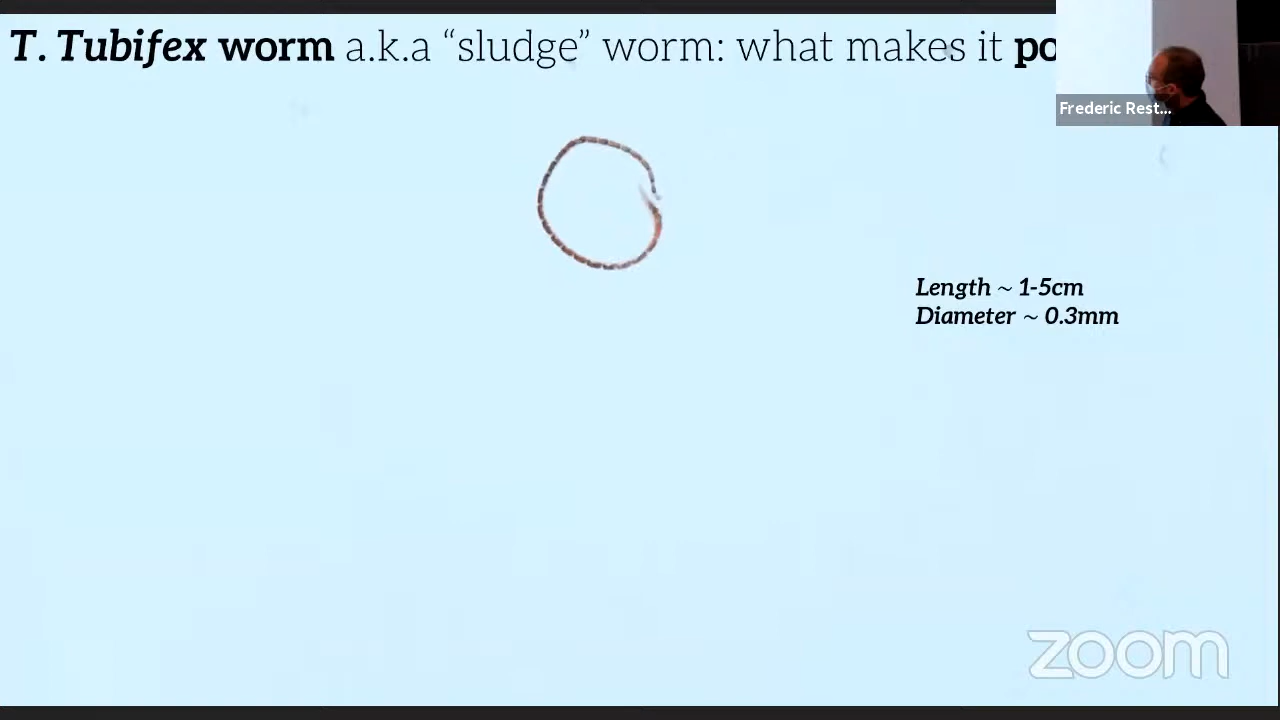 T. Tubifex worm a.k.a “sludge” worm: what makes it po
Frederic Rest...
Length ~ 1-5cm
Diameter ~ 0.3mm
zoom